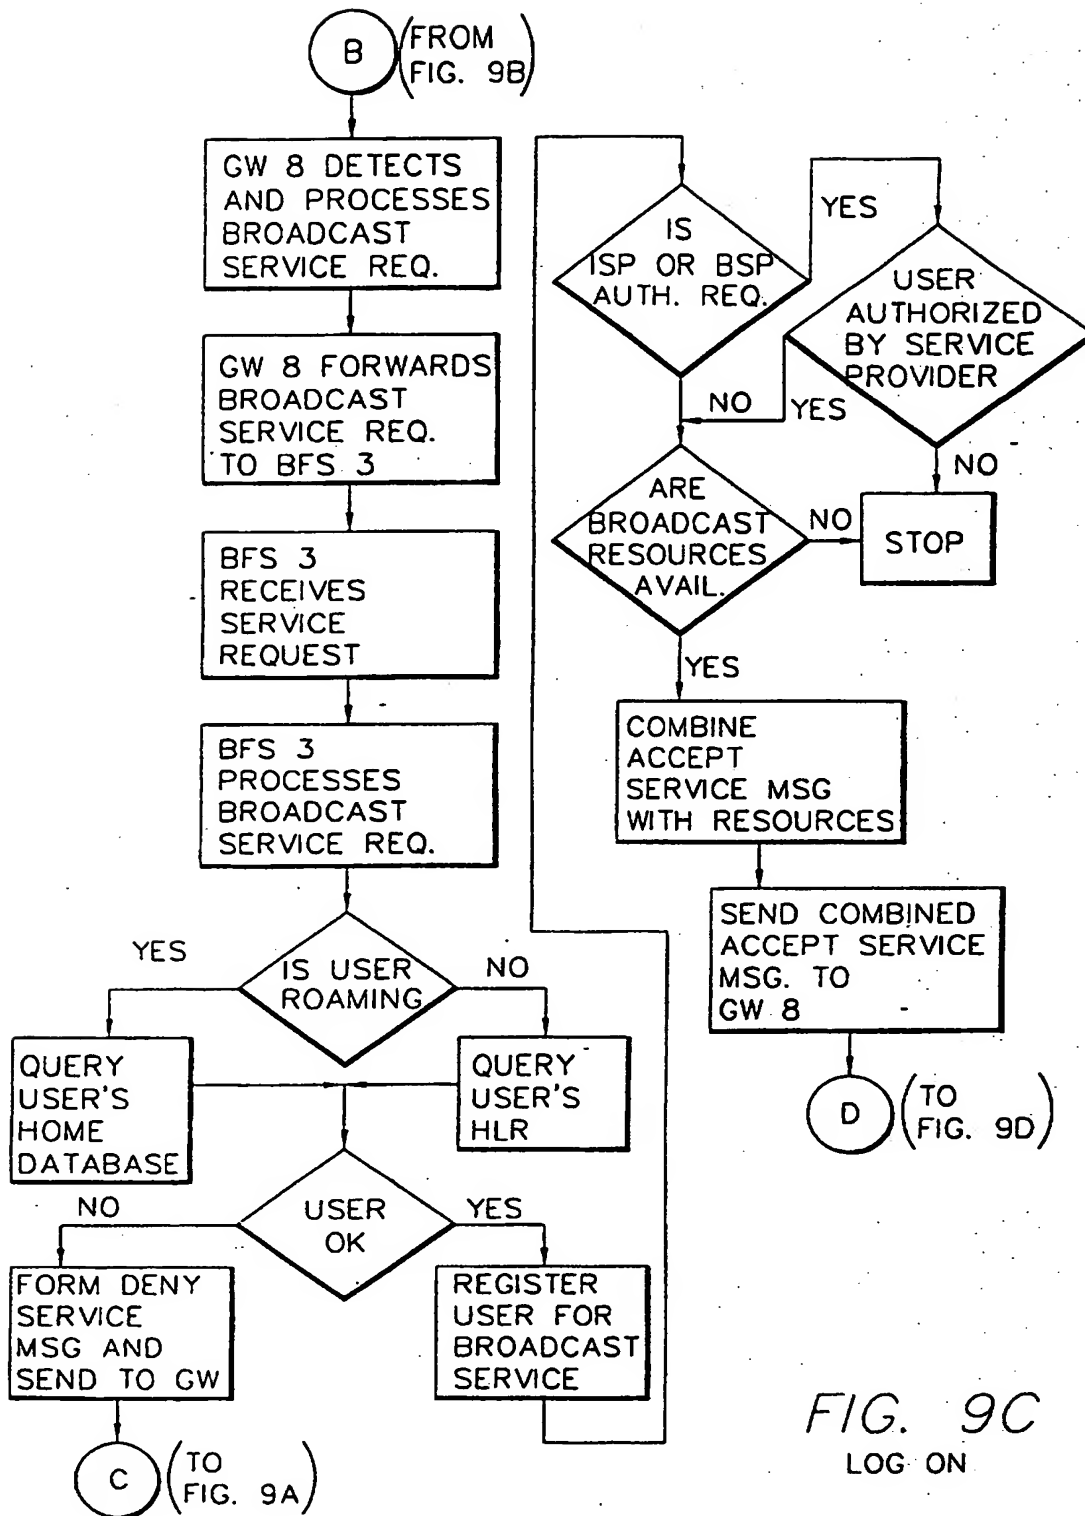 B
(FROM
FIG. 9B)
GW 8 DETECTS
AND PROCESSES
BROADCAST
SERVICE REQ.
GW 8 FORWARDS
BROADCAST
SERVICE REQ.
TO BFS 3
BFS 3
RECEIVES
SERVICE
REQUEST
BFS 3
PROCESSES
BROADCAST
SERVICE REQ.
YES
IS USER
ROAMING
NO
QUERY
USER'S
HOME
DATABASE
QUERY
USER'S
HLR
NO
USER
OK
YES
FORM DENY
SERVICE
MSG AND
SEND TO GW
REGISTER
USER FOR
BROADCAST
SERVICE
C
(TO
FIG. 9A)
IS
ISP OR BSP
AUTH. REQ.
YES
USER
AUTHORIZED
BY SERVICE
PROVIDER
NO
YES
NO
ARE
BROADCAST
RESOURCES
AVAIL.
NO
STOP
YES
COMBINE
ACCEPT
SERVICE MSG
WITH RESOURCES
SEND COMBINED
ACCEPT SERVICE
MSG. TO
GW 8
D
(TO
FIG. 9D)
FIG. 9C
LOG ON